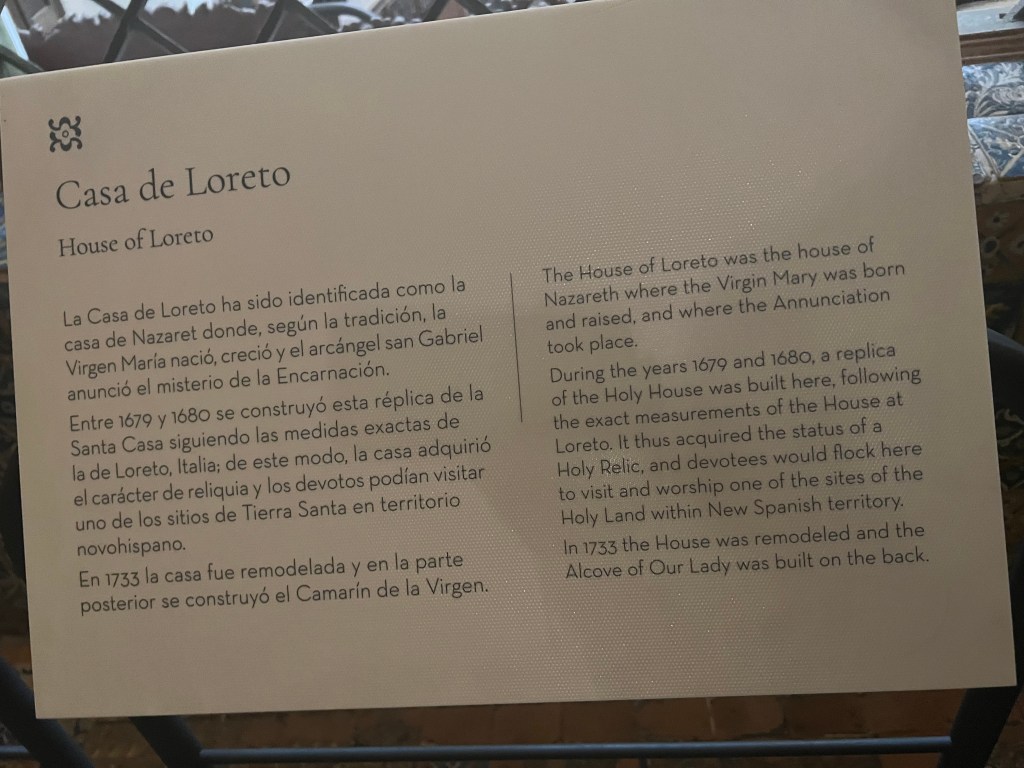 Casa de Loreto
House of Loreto
La Casa de Loreto ha sido identificada como la
casa de Nazaret donde, según la tradición, la
Virgen María nació, creció y el arcángel san Gabriel
anunció el misterio de la Encarnación.
Entre 1679 y 1680 se construyó esta réplica de la
Santa Casa siguiendo las medidas exactas de
la de Loreto, Italia; de este modo, la casa adquirió
el carácter de reliquia y los devotos podían visitar
uno de los sitios de Tierra Santa en territorio
novohispano.
En 1733 la casa fue remodelada y en la parte
posterior se construyó el Camarín de la Virgen.
The House of Loreto was the house of
Nazareth where the Virgin Mary was born
and raised, and where the Annunciation
took place.
During the years 1679 and 1680, a replica
of the Holy House was built here, following
the exact measurements of the House at
Loreto. It thus acquired the status of a
Holy Relic, and devotees would flock here
to visit and worship one of the sites of the
Holy Land within New Spanish territory.
In 1733 the House was remodeled and the
Alcove of Our Lady was built on the back.